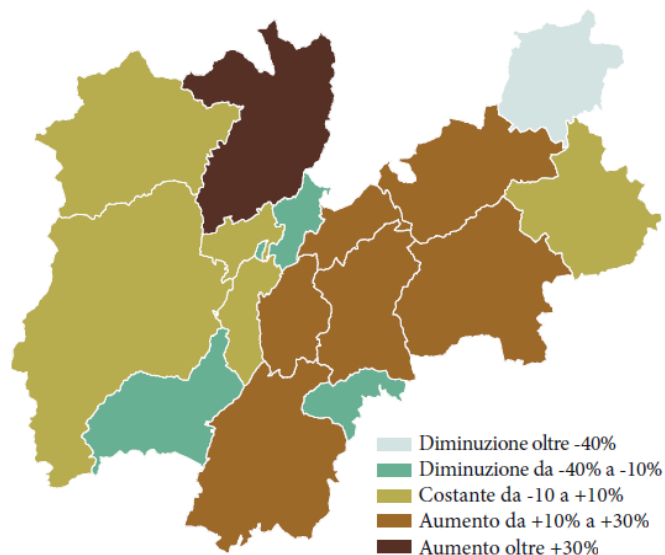 Diminuzione oltre -40%
Diminuzione da -40% a -10%
Costante da -10 a +10%
Aumento da +10% a +30%
Aumento oltre +30%